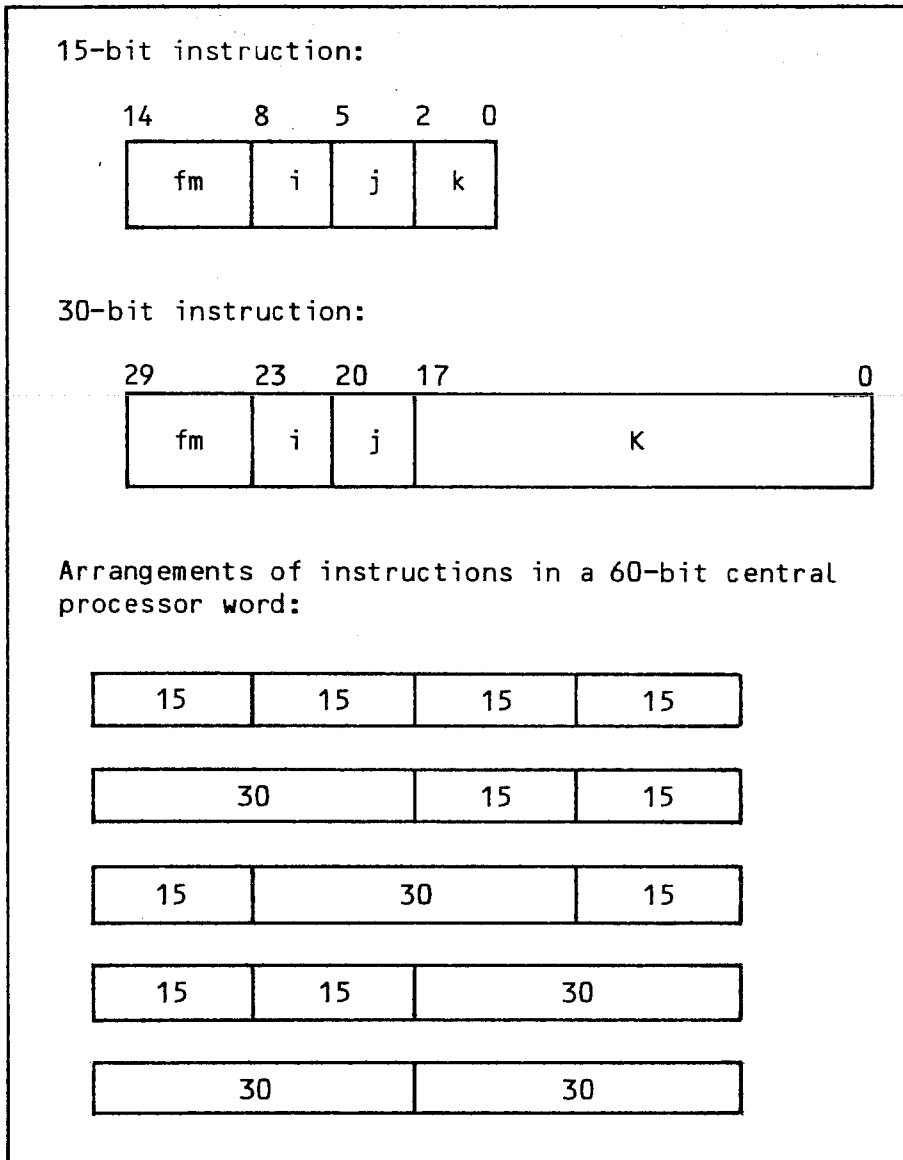 15-bit instruction:
14 8 5 2 0
fm i j k
30-bit instruction:
29 23 20 17 0
fm i j K
Arrangements of instructions in a 60-bit central
processor word:
15 15 15 15
30 15 15
15 30 15
15 15 30
30 30